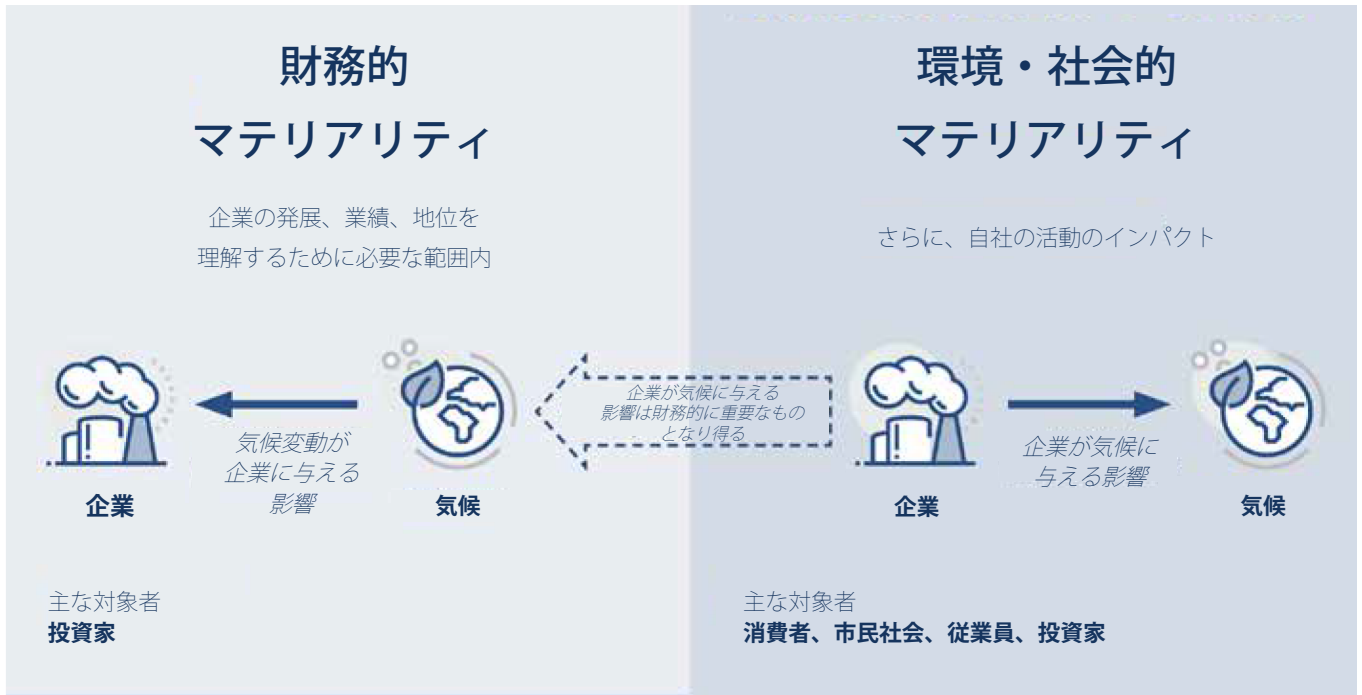 財務的
マテリアリティ
企業の発展、業績、地位を
理解するために必要な範囲内
気候変動が
企業に与える
影響
企業
気候
主な対象者
投資家
企業が気候に与える
影響は財務的に重要なもの
となり得る
環境・社会的
マテリアリティ
さらに、自社の活動のインパクト
企業が気候に
与える影響
企業
気候
主な対象者
消費者、市民社会、従業員、投資家